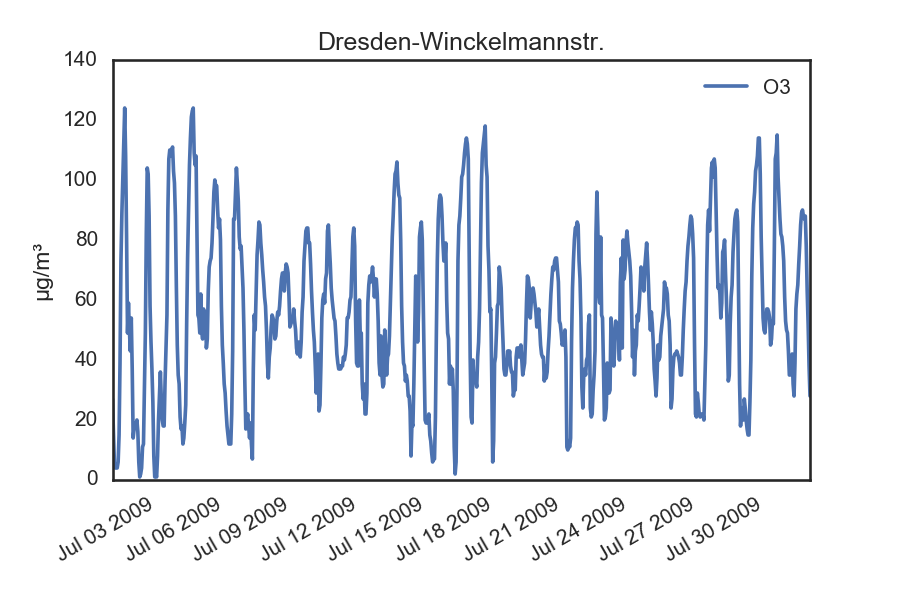 Dresden-Winckelmannstr.
140
120
100
80
60
40
20
0
µg/m³
O3
Jul 03 2009
Jul 06 2009
Jul 09 2009
Jul 12 2009
Jul 15 2009
Jul 18 2009
Jul 21 2009
Jul 24 2009
Jul 27 2009
Jul 30 2009